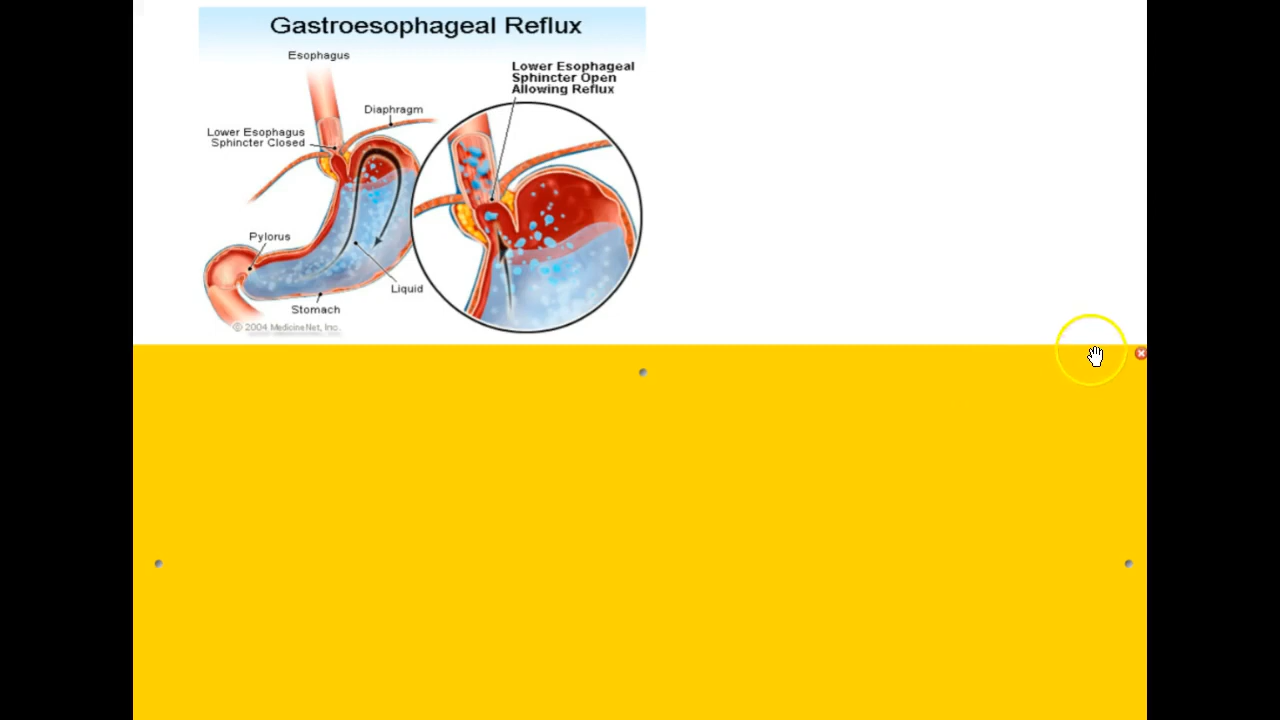 Gastroesophageal Reflux
Esophagus
Lower Esophageal
Sphincter Open
Allowing Reflux
Diaphragm
Lower Esophagus
Sphincter Closed
Pylorus
Liquid
Stomach
© 2004 MedicineNet, Inc.